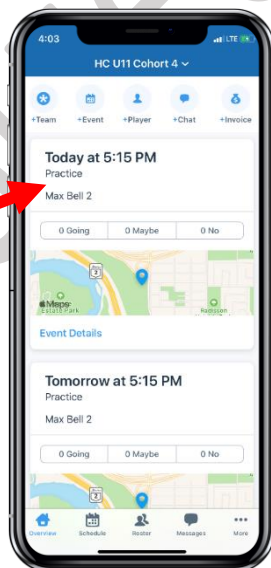 4:03
LTE
HC U11 Cohort 4
+Team +Event +Player +Chat +Invoice
Today at 5:15 PM
Practice
Max Bell 2
0 Going 0 Maybe 0 No
2
Maps
Radisson
Event Details
Tomorrow at 5:15 PM
Practice
Max Bell 2
0 Going 0 Maybe 0 No
2
Overview Schedule Roster Messages More